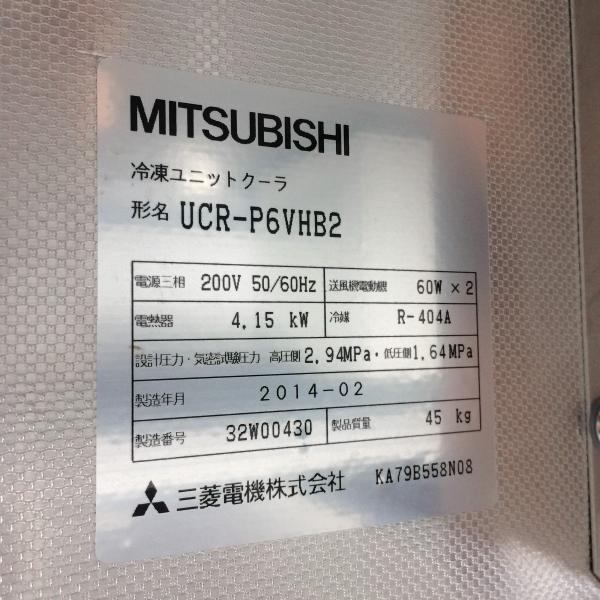 MITSUBISHI
冷凍ユニットクーラ
形名 UCR-P6VHB2
電源三相 200V 50/60Hz 送風機電動機 60W × 2
電熱器 4.15 kW 冷媒 R-404A
設計圧力・気密試験圧力 高圧側 2.94MPa・低圧側 1.64MPa
製造年月 2014-02
製造番号 32W00430 製品質量 45 kg
三菱電機株式会社 KA79B558N08